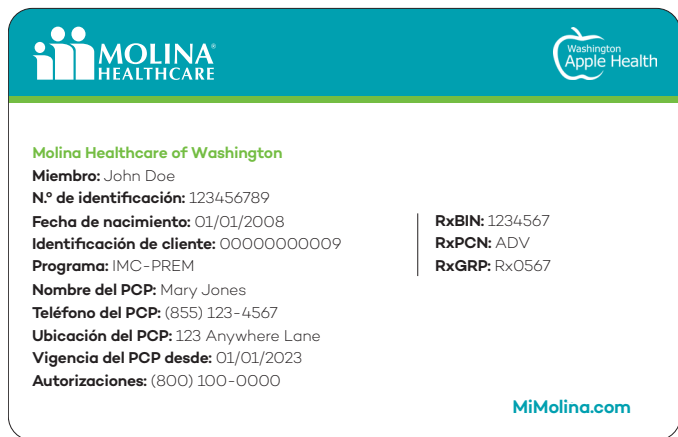 MOLINA®
HEALTHCARE
Washington
Apple Health
Molina Healthcare of Washington
Miembro: John Doe
N.º de identificación: 123456789
Fecha de nacimiento: 01/01/2008
Identificación de cliente: 00000000009
Programa: IMC-PREM
Nombre del PCP: Mary Jones
Teléfono del PCP: (855) 123-4567
Ubicación del PCP: 123 Anywhere Lane
Vigencia del PCP desde: 01/01/2023
Autorizaciones: (800) 100-0000
RxBIN: 1234567
RxPCN: ADV
RxGRP: Rx0567
MiMolina.com